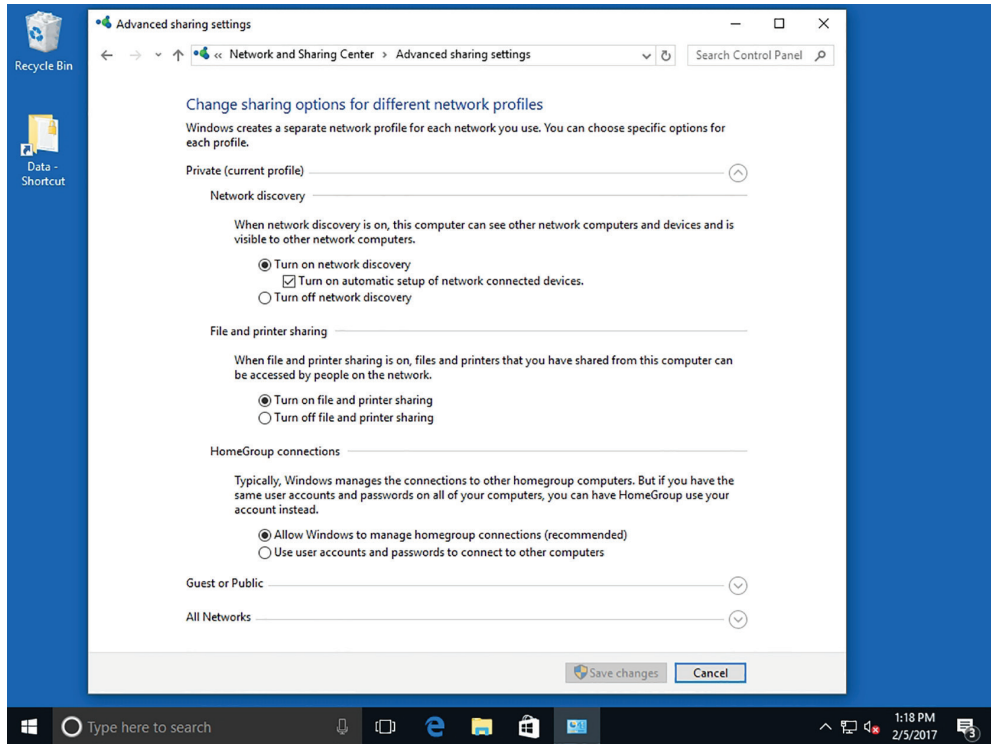 Recycle Bin
Data -
Shortcut
Advanced sharing settings
« Network and Sharing Center > Advanced sharing settings
Search Control Panel
Change sharing options for different network profiles
Windows creates a separate network profile for each network you use. You can choose specific options for
each profile.
Private (current profile)
Network discovery
When network discovery is on, this computer can see other network computers and devices and is
visible to other network computers.
Turn on network discovery
Turn on automatic setup of network connected devices.
Turn off network discovery
File and printer sharing
When file and printer sharing is on, files and printers that you have shared from this computer can
be accessed by people on the network.
Turn on file and printer sharing
Turn off file and printer sharing
HomeGroup connections
Typically, Windows manages the connections to other homegroup computers. But if you have the
same user accounts and passwords on all of your computers, you can have HomeGroup use your
account instead.
Allow Windows to manage homegroup connections (recommended)
Use user accounts and passwords to connect to other computers
Guest or Public
All Networks
Save changes
Cancel
Type here to search
1:18 PM
2/5/2017
3